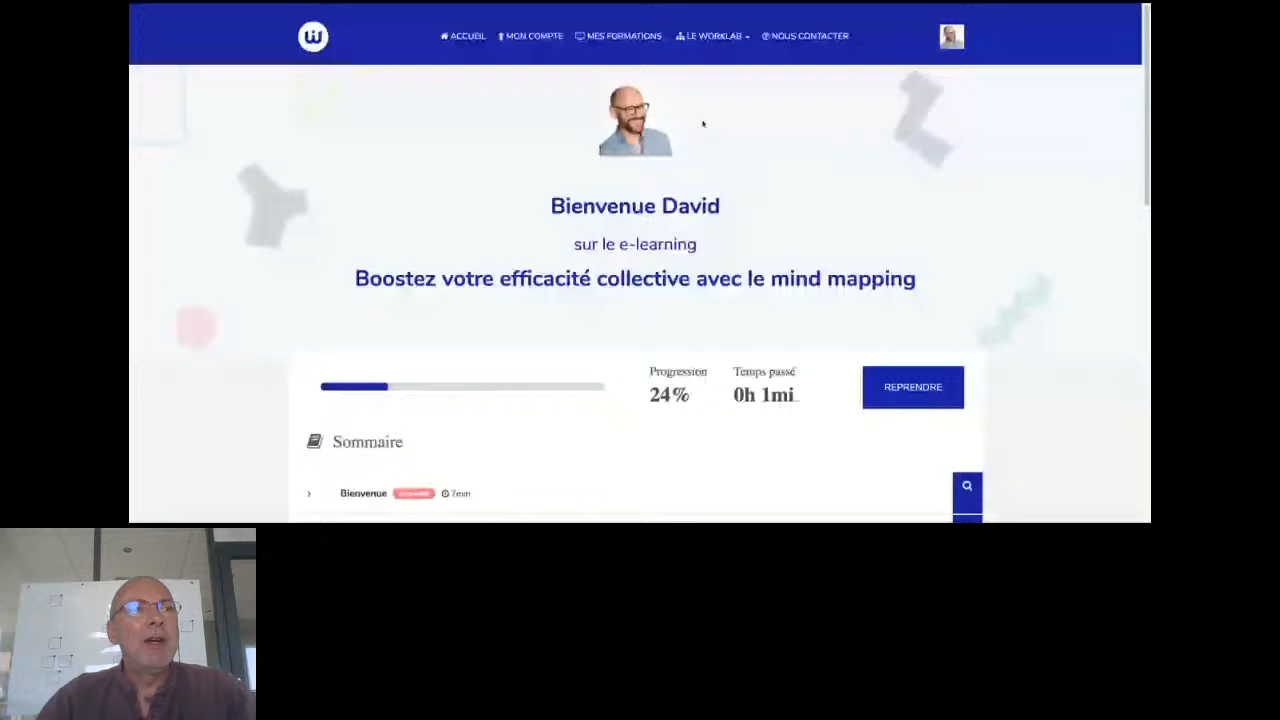 ACCUEIL MON COMPTE MES FORMATIONS LE WORKLAB NOUS CONTACTER
Bienvenue David
sur le e-learning
Boostez votre efficacité collective avec le mind mapping
Progression Temps passé
24% 0h 1mi...
REPRENDRE
Sommaire
Bienvenue 7min